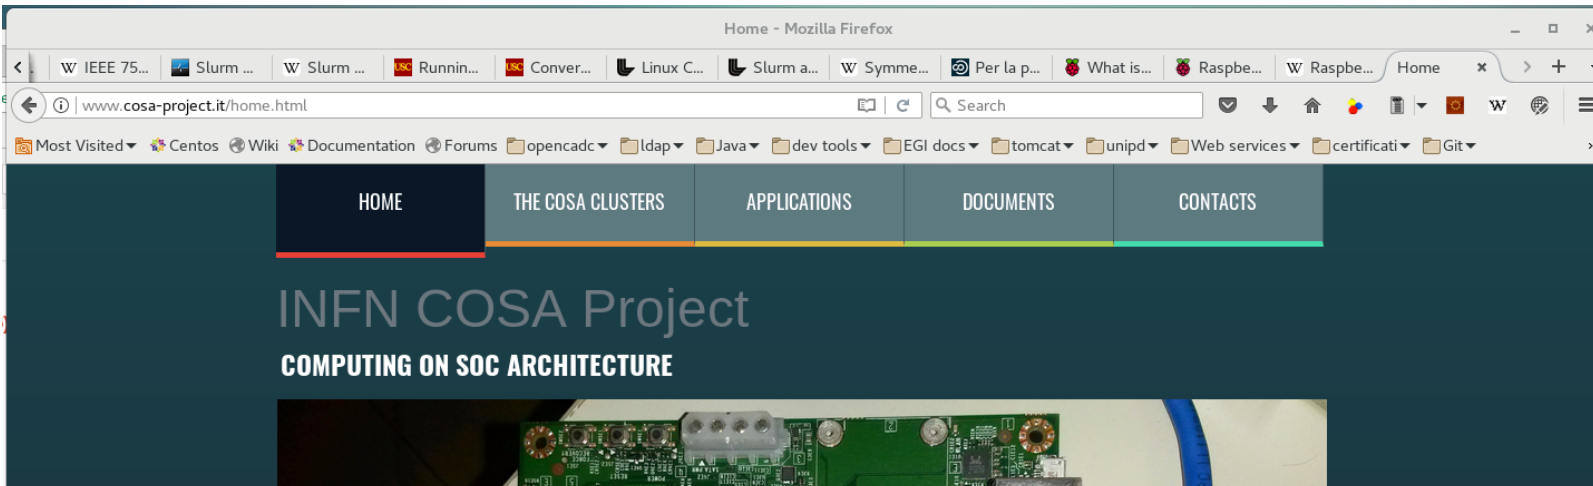 Home - Mozilla Firefox
IEEE 75... Slurm ... Slurm ... Runnin... Conver... Linux C... Slurm a... Symme... Per la p... What is... Raspbe... Raspbe... Home
www.cosa-project.it/home.html Search
Most Visited Centos Wiki Documentation Forums opencadc ldap Java dev tools EGI docs tomcat unipd Web services certificati Git
HOME THE COSA CLUSTERS APPLICATIONS DOCUMENTS CONTACTS
INFN COSA Project
COMPUTING ON SOC ARCHITECTURE